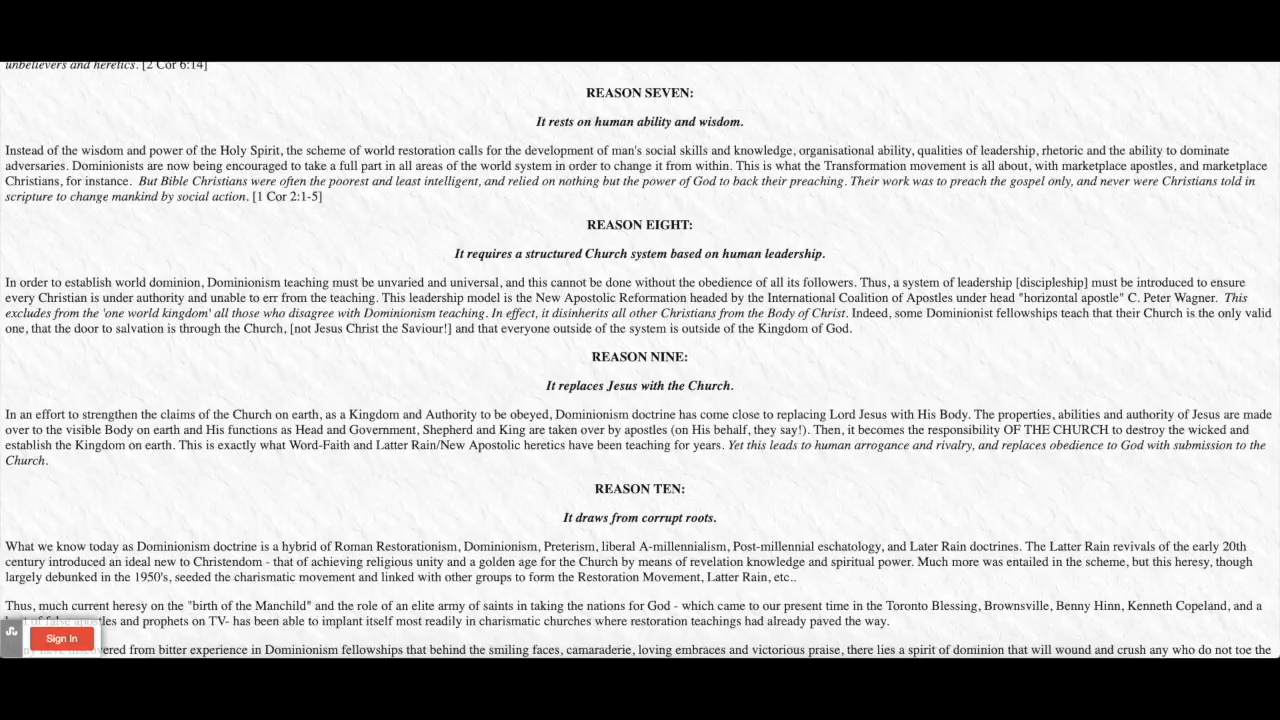 unbelievers and heretics. [2 Cor 6:14]
REASON SEVEN:
It rests on human ability and wisdom.
Instead of the wisdom and power of the Holy Spirit, the scheme of world restoration calls for the development of man's social skills and knowledge, organisational ability, qualities of leadership, rhetoric and the ability to dominate
adversaries. Dominionists are now being encouraged to take a full part in all areas of the world system in order to change it from within. This is what the Transformation movement is all about, with marketplace apostles, and marketplace
Christians, for instance. But Bible Christians were often the poorest and least intelligent, and relied on nothing but the power of God to back their preaching. Their work was to preach the gospel only, and never were Christians told in
scripture to change mankind by social action. [1 Cor 2:1-5]
REASON EIGHT:
It requires a structured Church system based on human leadership.
In order to establish world dominion, Dominionism teaching must be unvaried and universal, and this cannot be done without the obedience of all its followers. Thus, a system of leadership [discipleship] must be introduced to ensure
every Christian is under authority and unable to err from the teaching. This leadership model is the New Apostolic Reformation headed by the International Coalition of Apostles under head "horizontal apostle" C. Peter Wagner. This
excludes from the 'one world kingdom' all those who disagree with Dominionism teaching. In effect, it disinherits all other Christians from the Body of Christ. Indeed, some Dominionist fellowships teach that their Church is the only valid
one, that the door to salvation is through the Church, [not Jesus Christ the Saviour!] and that everyone outside of the system is outside of the Kingdom of God.
REASON NINE:
It replaces Jesus with the Church.
In an effort to strengthen the claims of the Church on earth, as a Kingdom and Authority to be obeyed, Dominionism doctrine has come close to replacing Lord Jesus with His Body. The properties, abilities and authority of Jesus are made
over to the visible Body on earth and His functions as Head and Government, Shepherd and King are taken over by apostles (on His behalf, they say!). Then, it becomes the responsibility OF THE CHURCH to destroy the wicked and
establish the Kingdom on earth. This is exactly what Word-Faith and Latter Rain/New Apostolic heretics have been teaching for years. Yet this leads to human arrogance and rivalry, and replaces obedience to God with submission to the
Church.
REASON TEN:
It draws from corrupt roots.
What we know today as Dominionism doctrine is a hybrid of Roman Restorationism, Dominionism, Preterism, liberal A-millennialism, Post-millennial eschatology, and Later Rain doctrines. The Latter Rain revivals of the early 20th
century introduced an ideal new to Christendom - that of achieving religious unity and a golden age for the Church by means of revelation knowledge and spiritual power. Much more was entailed in the scheme, but this heresy, though
largely debunked in the 1950's, seeded the charismatic movement and linked with other groups to form the Restoration Movement, Latter Rain, etc..
Thus, much current heresy on the "birth of the Manchild" and the role of an elite army of saints in taking the nations for God - which came to our present time in the Toronto Blessing, Brownsville, Benny Hinn, Kenneth Copeland, and a
of false apostles and prophets on TV- has been able to implant itself most readily in charismatic churches where restoration teachings had already paved the way.
Sign In
from bitter experience in Dominionism fellowships that behind the smiling faces, camaraderie, loving embraces and victorious praise, there lies a spirit of dominion that will wound and crush any who do not toe the